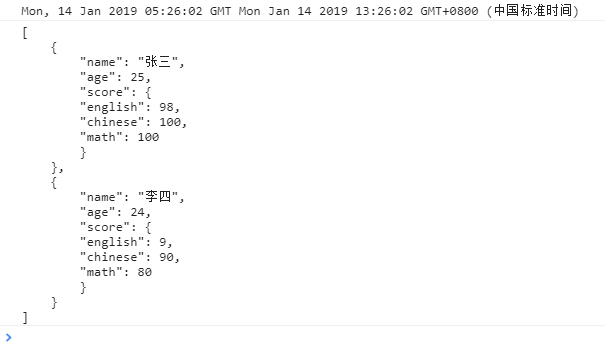 Mon, 14 Jan 2019 05:26:02 GMT Mon Jan 14 2019 13:26:02 GMT+0800 (中国标准时间)
[
    {
        "name": "张三",
        "age": 25,
        "score": {
        "english": 98,
        "chinese": 100,
        "math": 100
        }
    },
    {
        "name": "李四",
        "age": 24,
        "score": {
        "english": 9,
        "chinese": 90,
        "math": 80
        }
    }
]